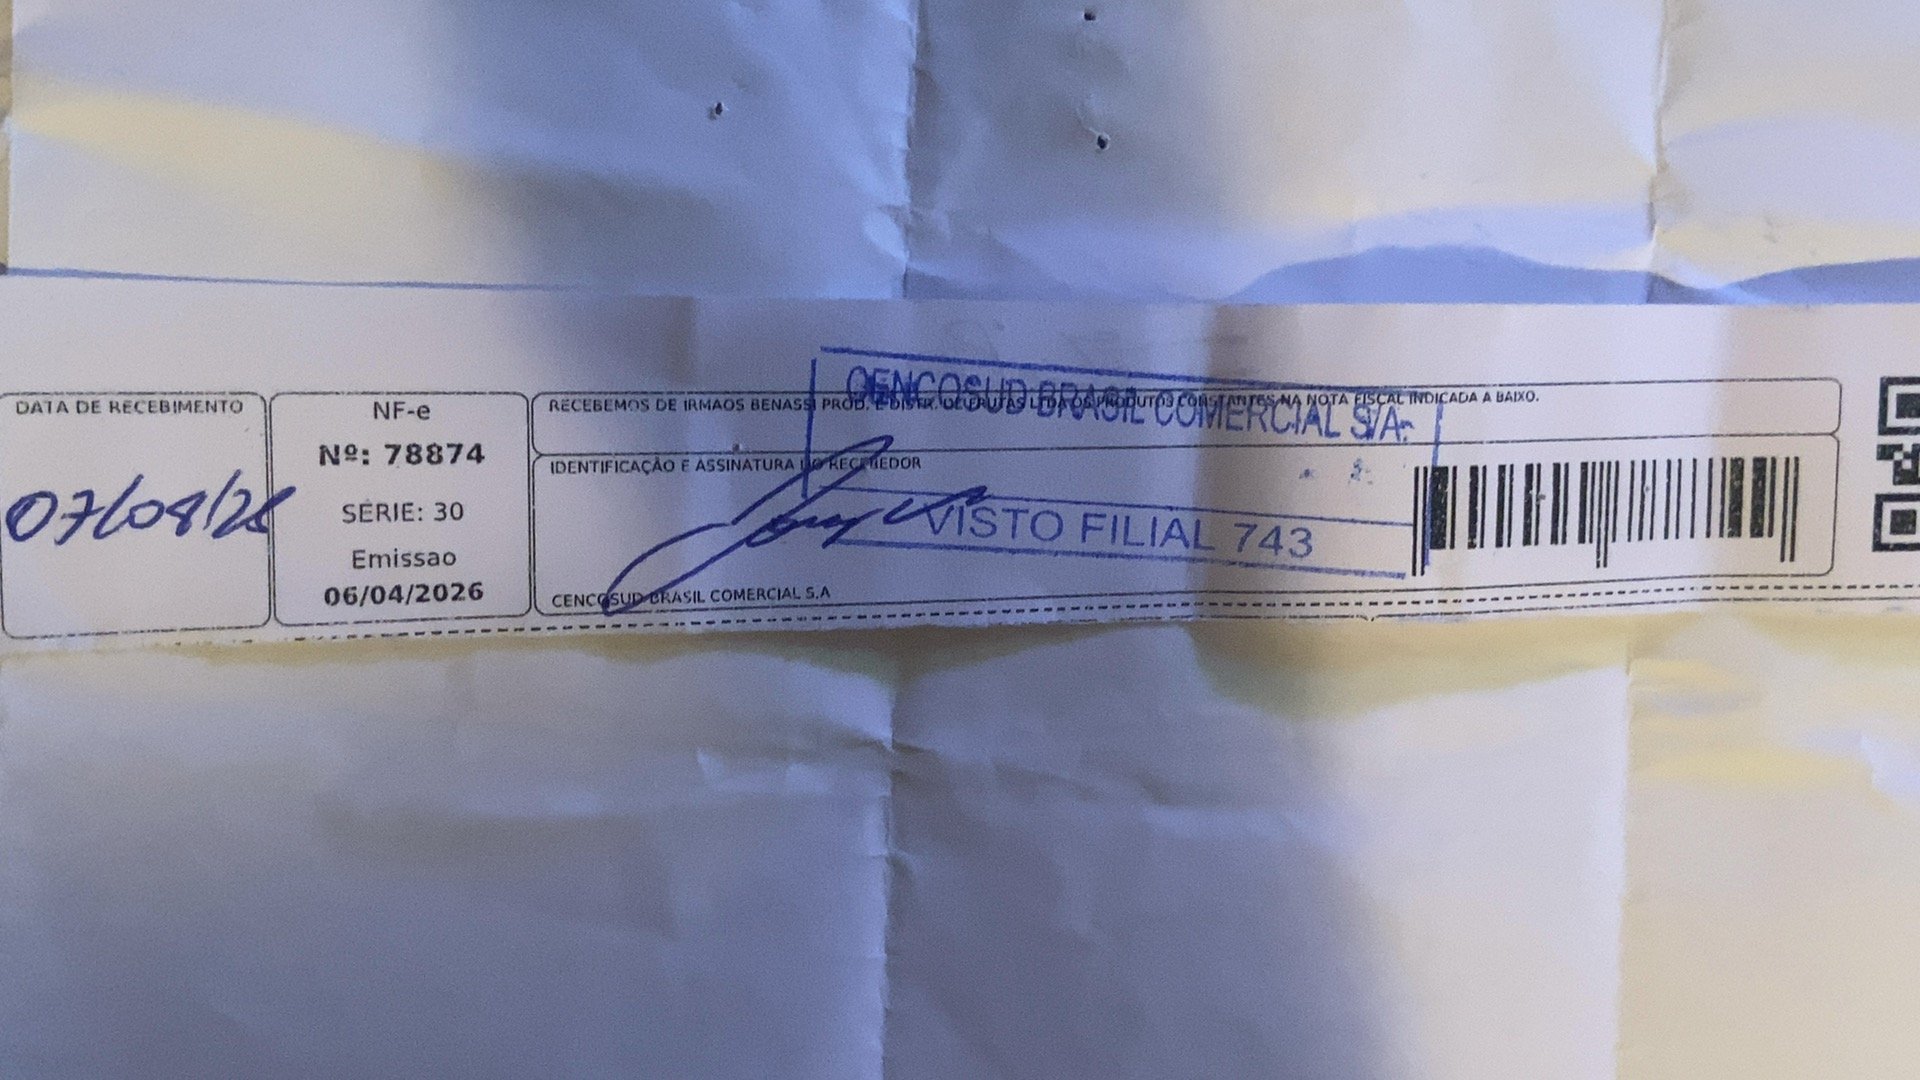 DATA DE RECEBIMENTO
07/08/26
NF-e
Nº: 78874
SÉRIE: 30
Emissao
06/04/2026
RECEBEMOS DE IRMAOS BENASSI PROD. E DISTR. DE FRUTAS LTDA OS PRODUTOS CONSTANTES NA NOTA FISCAL INDICADA A BAIXO.
CENCOSUD BRASIL COMERCIAL S/A.
IDENTIFICAÇÃO E ASSINATURA DO RECEBEDOR
VISTO FILIAL 743
CENCOSUD BRASIL COMERCIAL S.A